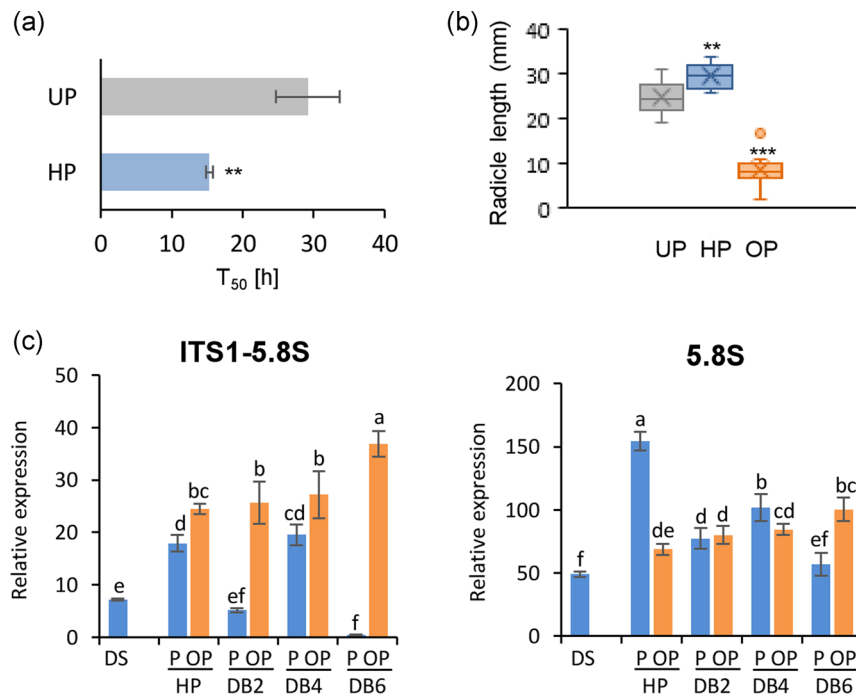 (a)
UP
HP
**
0 10 20 30 40
T50 [h]
(b)
Radicle length (mm)
40
30
20
10
0
**
***
UP HP OP
(c)
ITS1-5.8S
Relative expression
50
40
30
20
10
0
e
d
bc
ef
b
cd
b
f
a
DS P OP P OP P OP P OP
HP DB2 DB4 DB6
5.8S
Relative expression
200
150
100
50
0
f
a
de
d
d
b
cd
ef
bc
DS P OP P OP P OP P OP
HP DB2 DB4 DB6